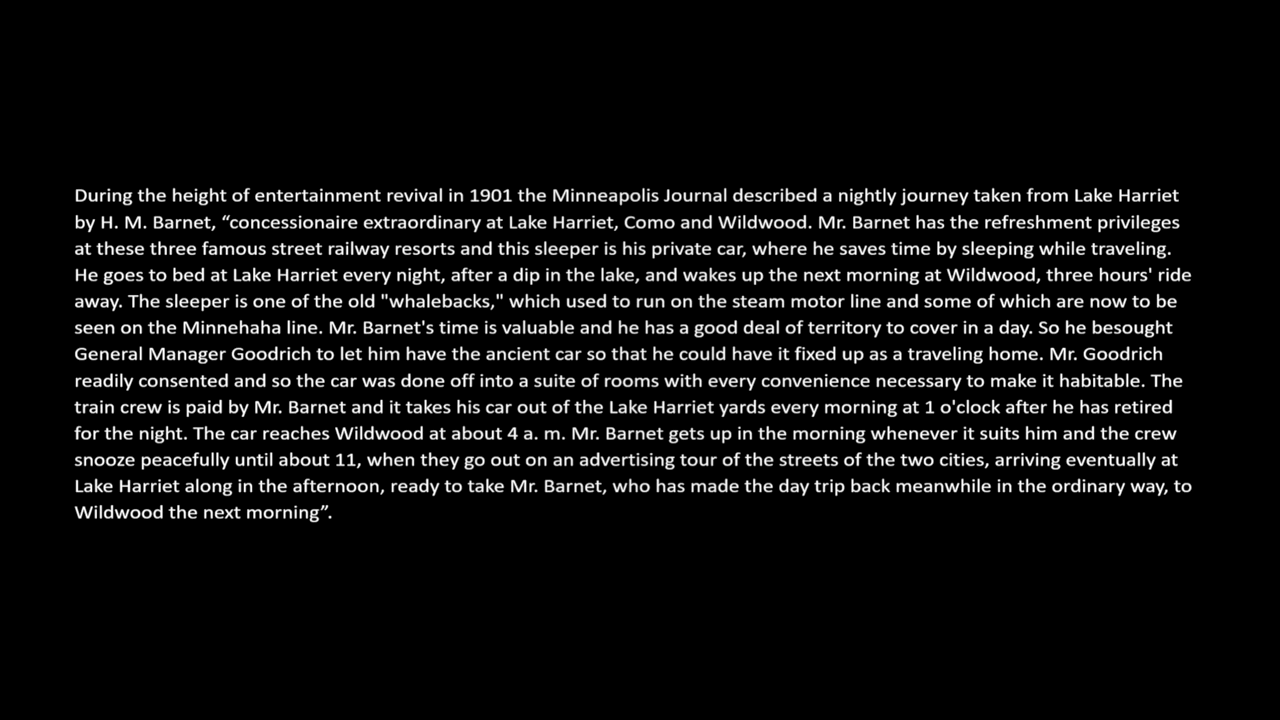 During the height of entertainment revival in 1901 the Minneapolis Journal described a nightly journey taken from Lake Harriet
by H. M. Barnet, “concessionaire extraordinary at Lake Harriet, Como and Wildwood. Mr. Barnet has the refreshment privileges
at these three famous street railway resorts and this sleeper is his private car, where he saves time by sleeping while traveling.
He goes to bed at Lake Harriet every night, after a dip in the lake, and wakes up the next morning at Wildwood, three hours' ride
away. The sleeper is one of the old "whalebacks," which used to run on the steam motor line and some of which are now to be
seen on the Minnehaha line. Mr. Barnet's time is valuable and he has a good deal of territory to cover in a day. So he besought
General Manager Goodrich to let him have the ancient car so that he could have it fixed up as a traveling home. Mr. Goodrich
readily consented and so the car was done off into a suite of rooms with every convenience necessary to make it habitable. The
train crew is paid by Mr. Barnet and it takes his car out of the Lake Harriet yards every morning at 1 o'clock after he has retired
for the night. The car reaches Wildwood at about 4 a. m. Mr. Barnet gets up in the morning whenever it suits him and the crew
snooze peacefully until about 11, when they go out on an advertising tour of the streets of the two cities, arriving eventually at
Lake Harriet along in the afternoon, ready to take Mr. Barnet, who has made the day trip back meanwhile in the ordinary way, to
Wildwood the next morning”.